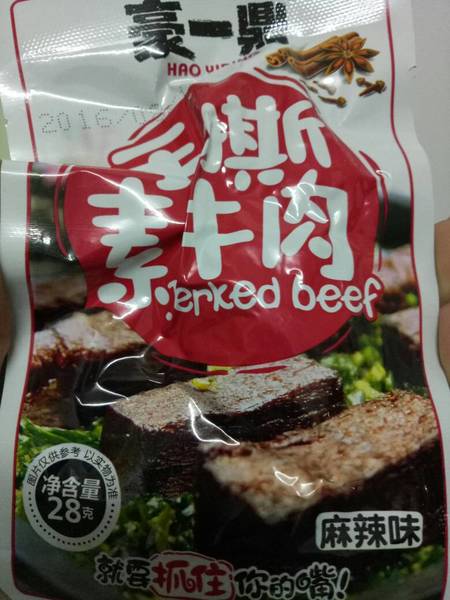 豪一鼎
HAO
2016/0
手撕
素牛肉
Jerked beef
图片仅供参考 以实物为准
净含量
28克
麻辣味
就要抓住你的嘴!